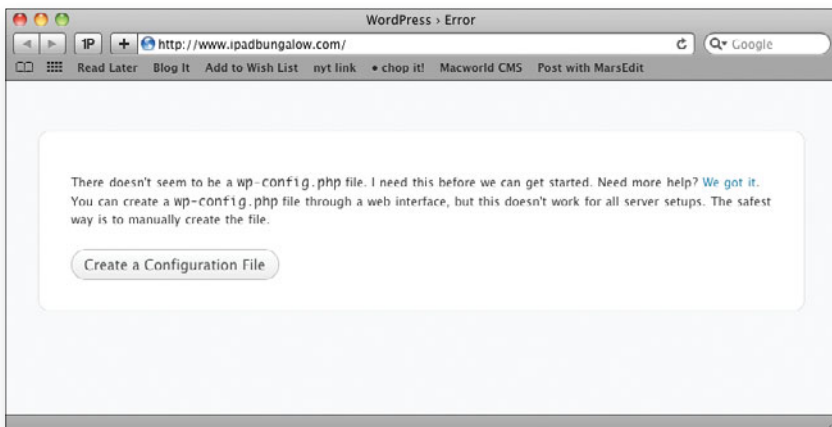 WordPress › Error
1P + http://www.ipadbungalow.com/ Google
Read Later Blog It Add to Wish List nyt link • chop it! Macworld CMS Post with MarsEdit
There doesn't seem to be a wp-config.php file. I need this before we can get started. Need more help? We got it.
You can create a wp-config.php file through a web interface, but this doesn't work for all server setups. The safest
way is to manually create the file.
Create a Configuration File